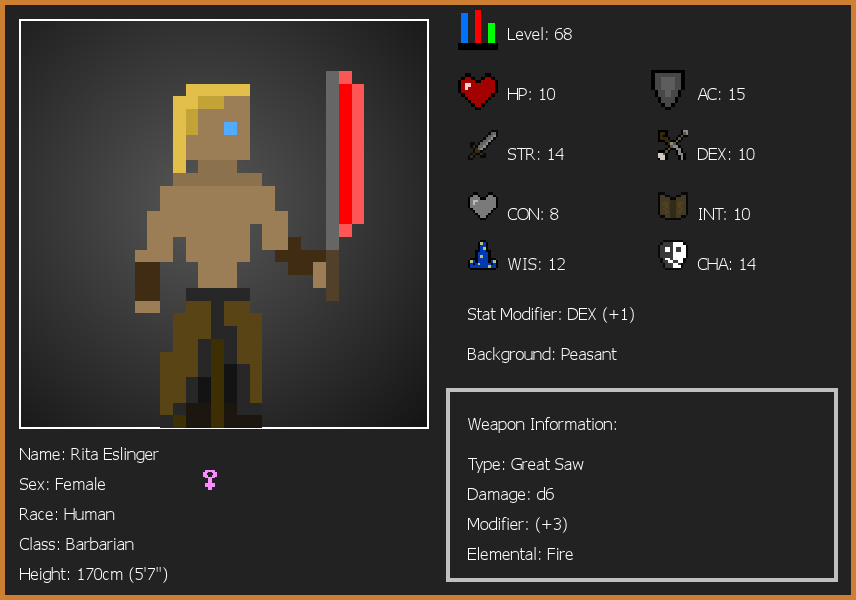 Level: 68
HP: 10
AC: 15
STR: 14
DEX: 10
CON: 8
INT: 10
WIS: 12
CHA: 14
Stat Modifier: DEX (+1)
Background: Peasant
Weapon Information:
Type: Great Saw
Damage: d6
Modifier: (+3)
Elemental: Fire
Name: Rita Eslinger
Sex: Female
Race: Human
Class: Barbarian
Height: 170cm (5'7")